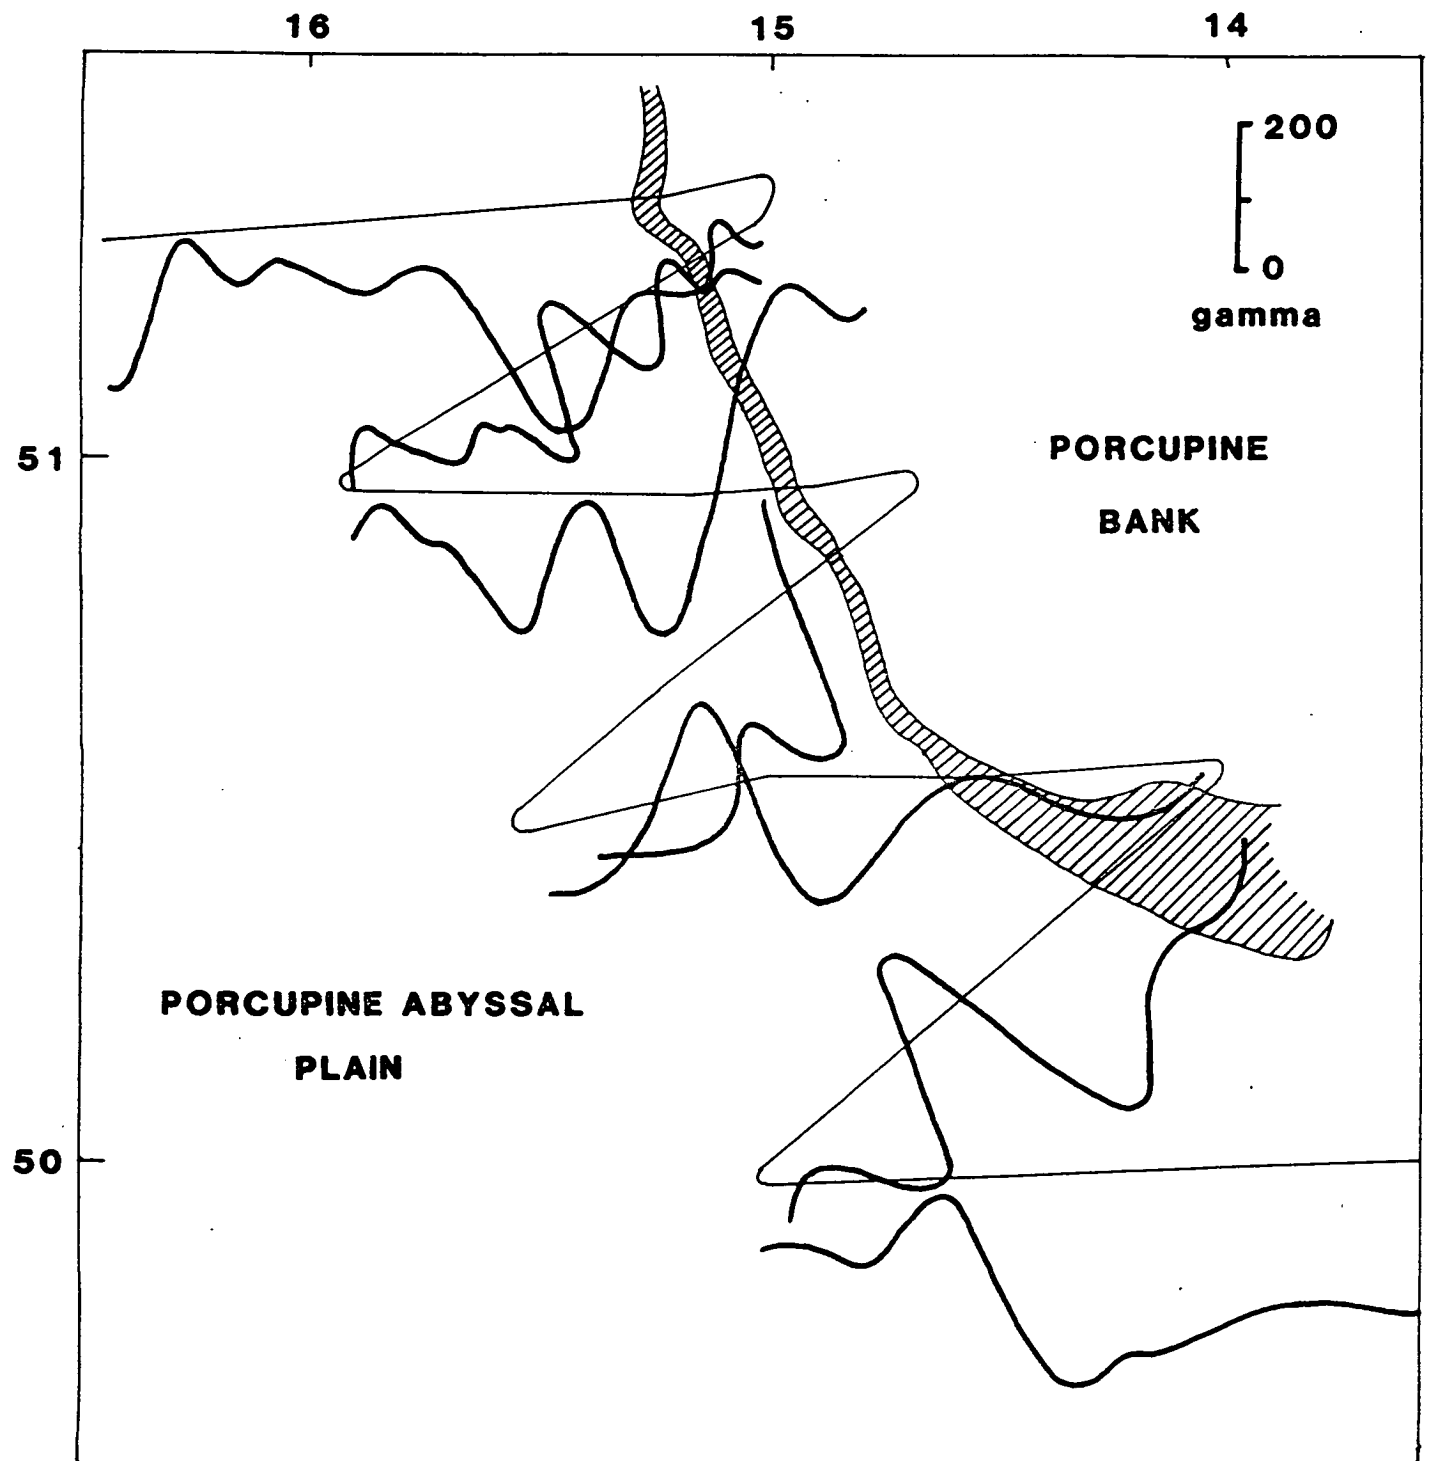 16 15 14
200
0
gamma
51
PORCUPINE
BANK
PORCUPINE ABYSSAL
PLAIN
50